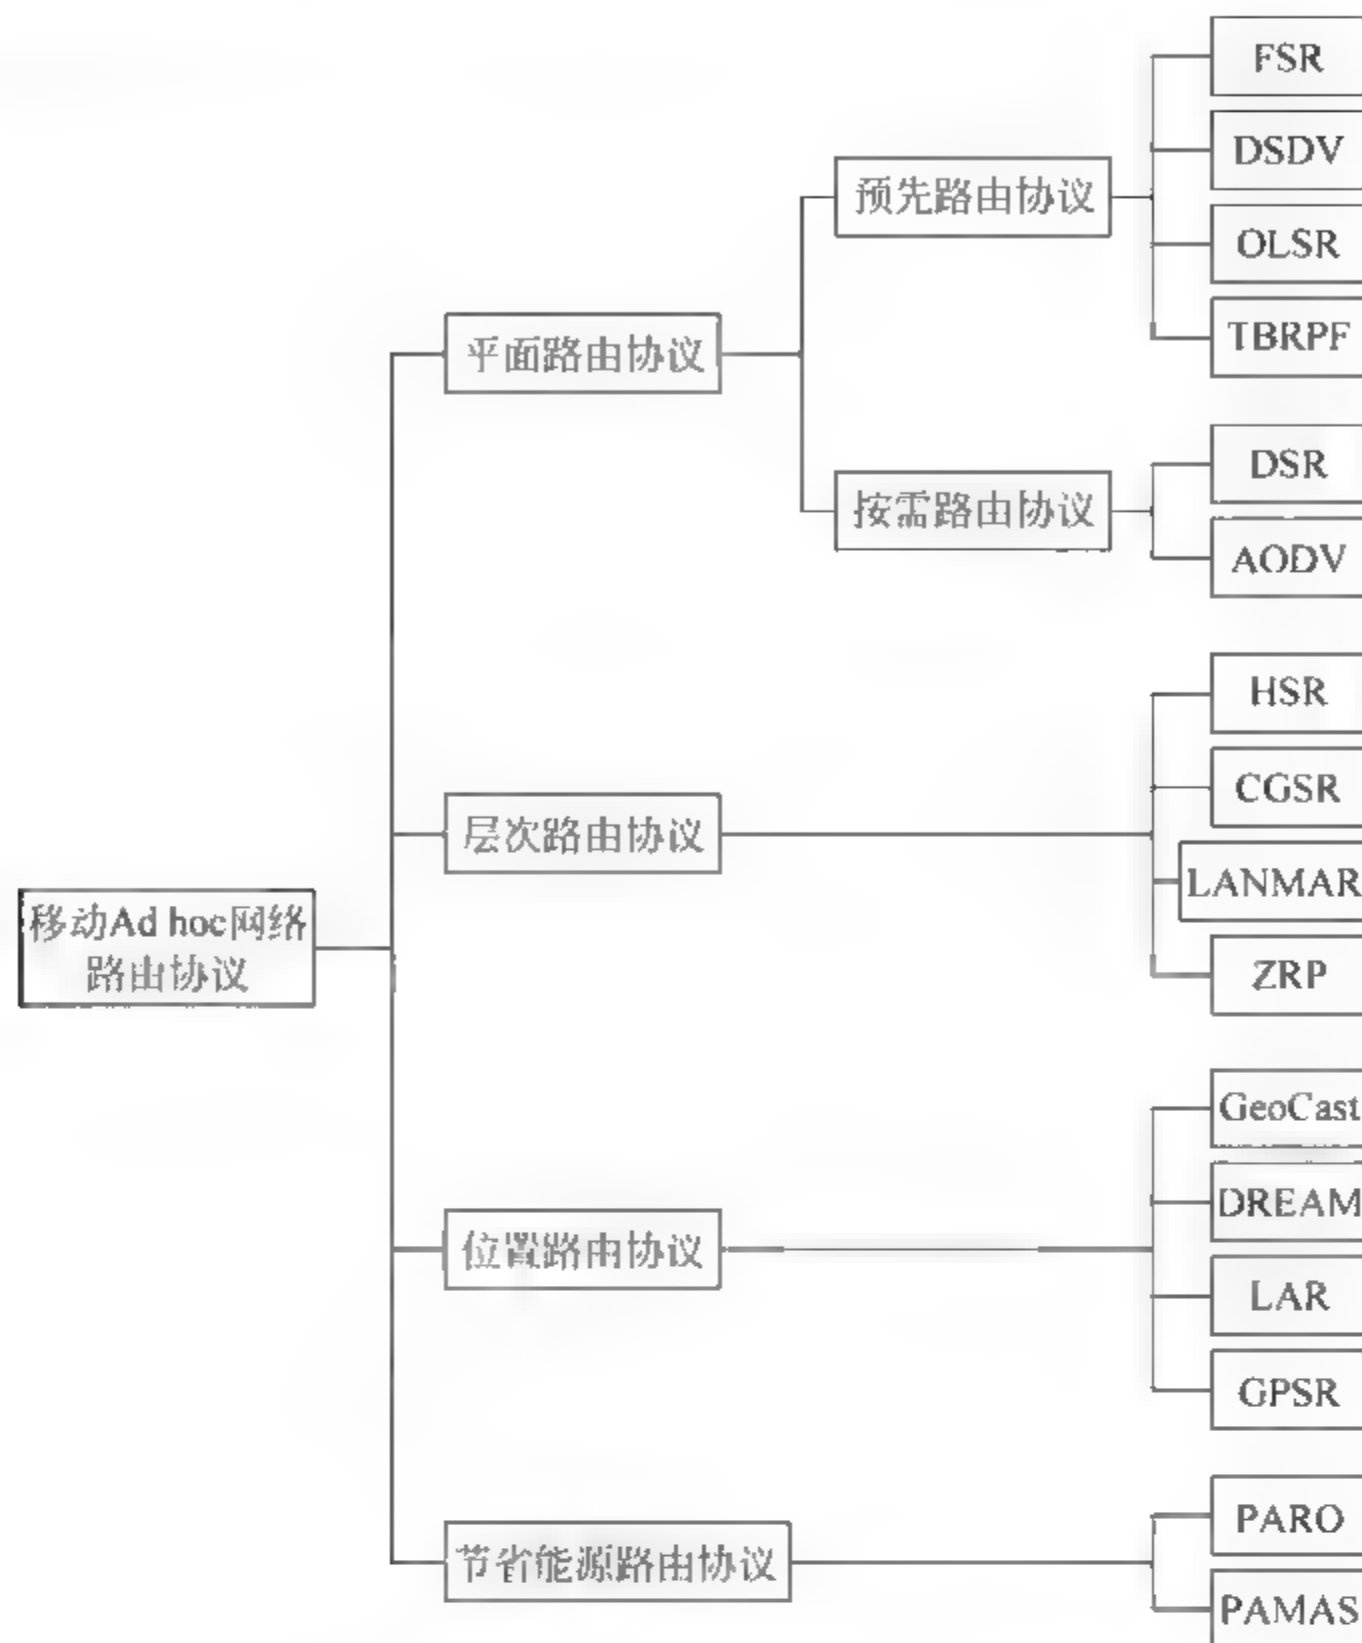 FSR
DSDV
预先路由协议
OLSR
TBRPF
平面路由协议
DSR
按需路由协议
AODV
HSR
CGSR
层次路由协议
LANMAR
移动Ad hoc网络
路由协议
ZRP
GeoCast
DREAM
位置路由协议
LAR
GPSR
PARO
节省能源路由协议
PAMAS